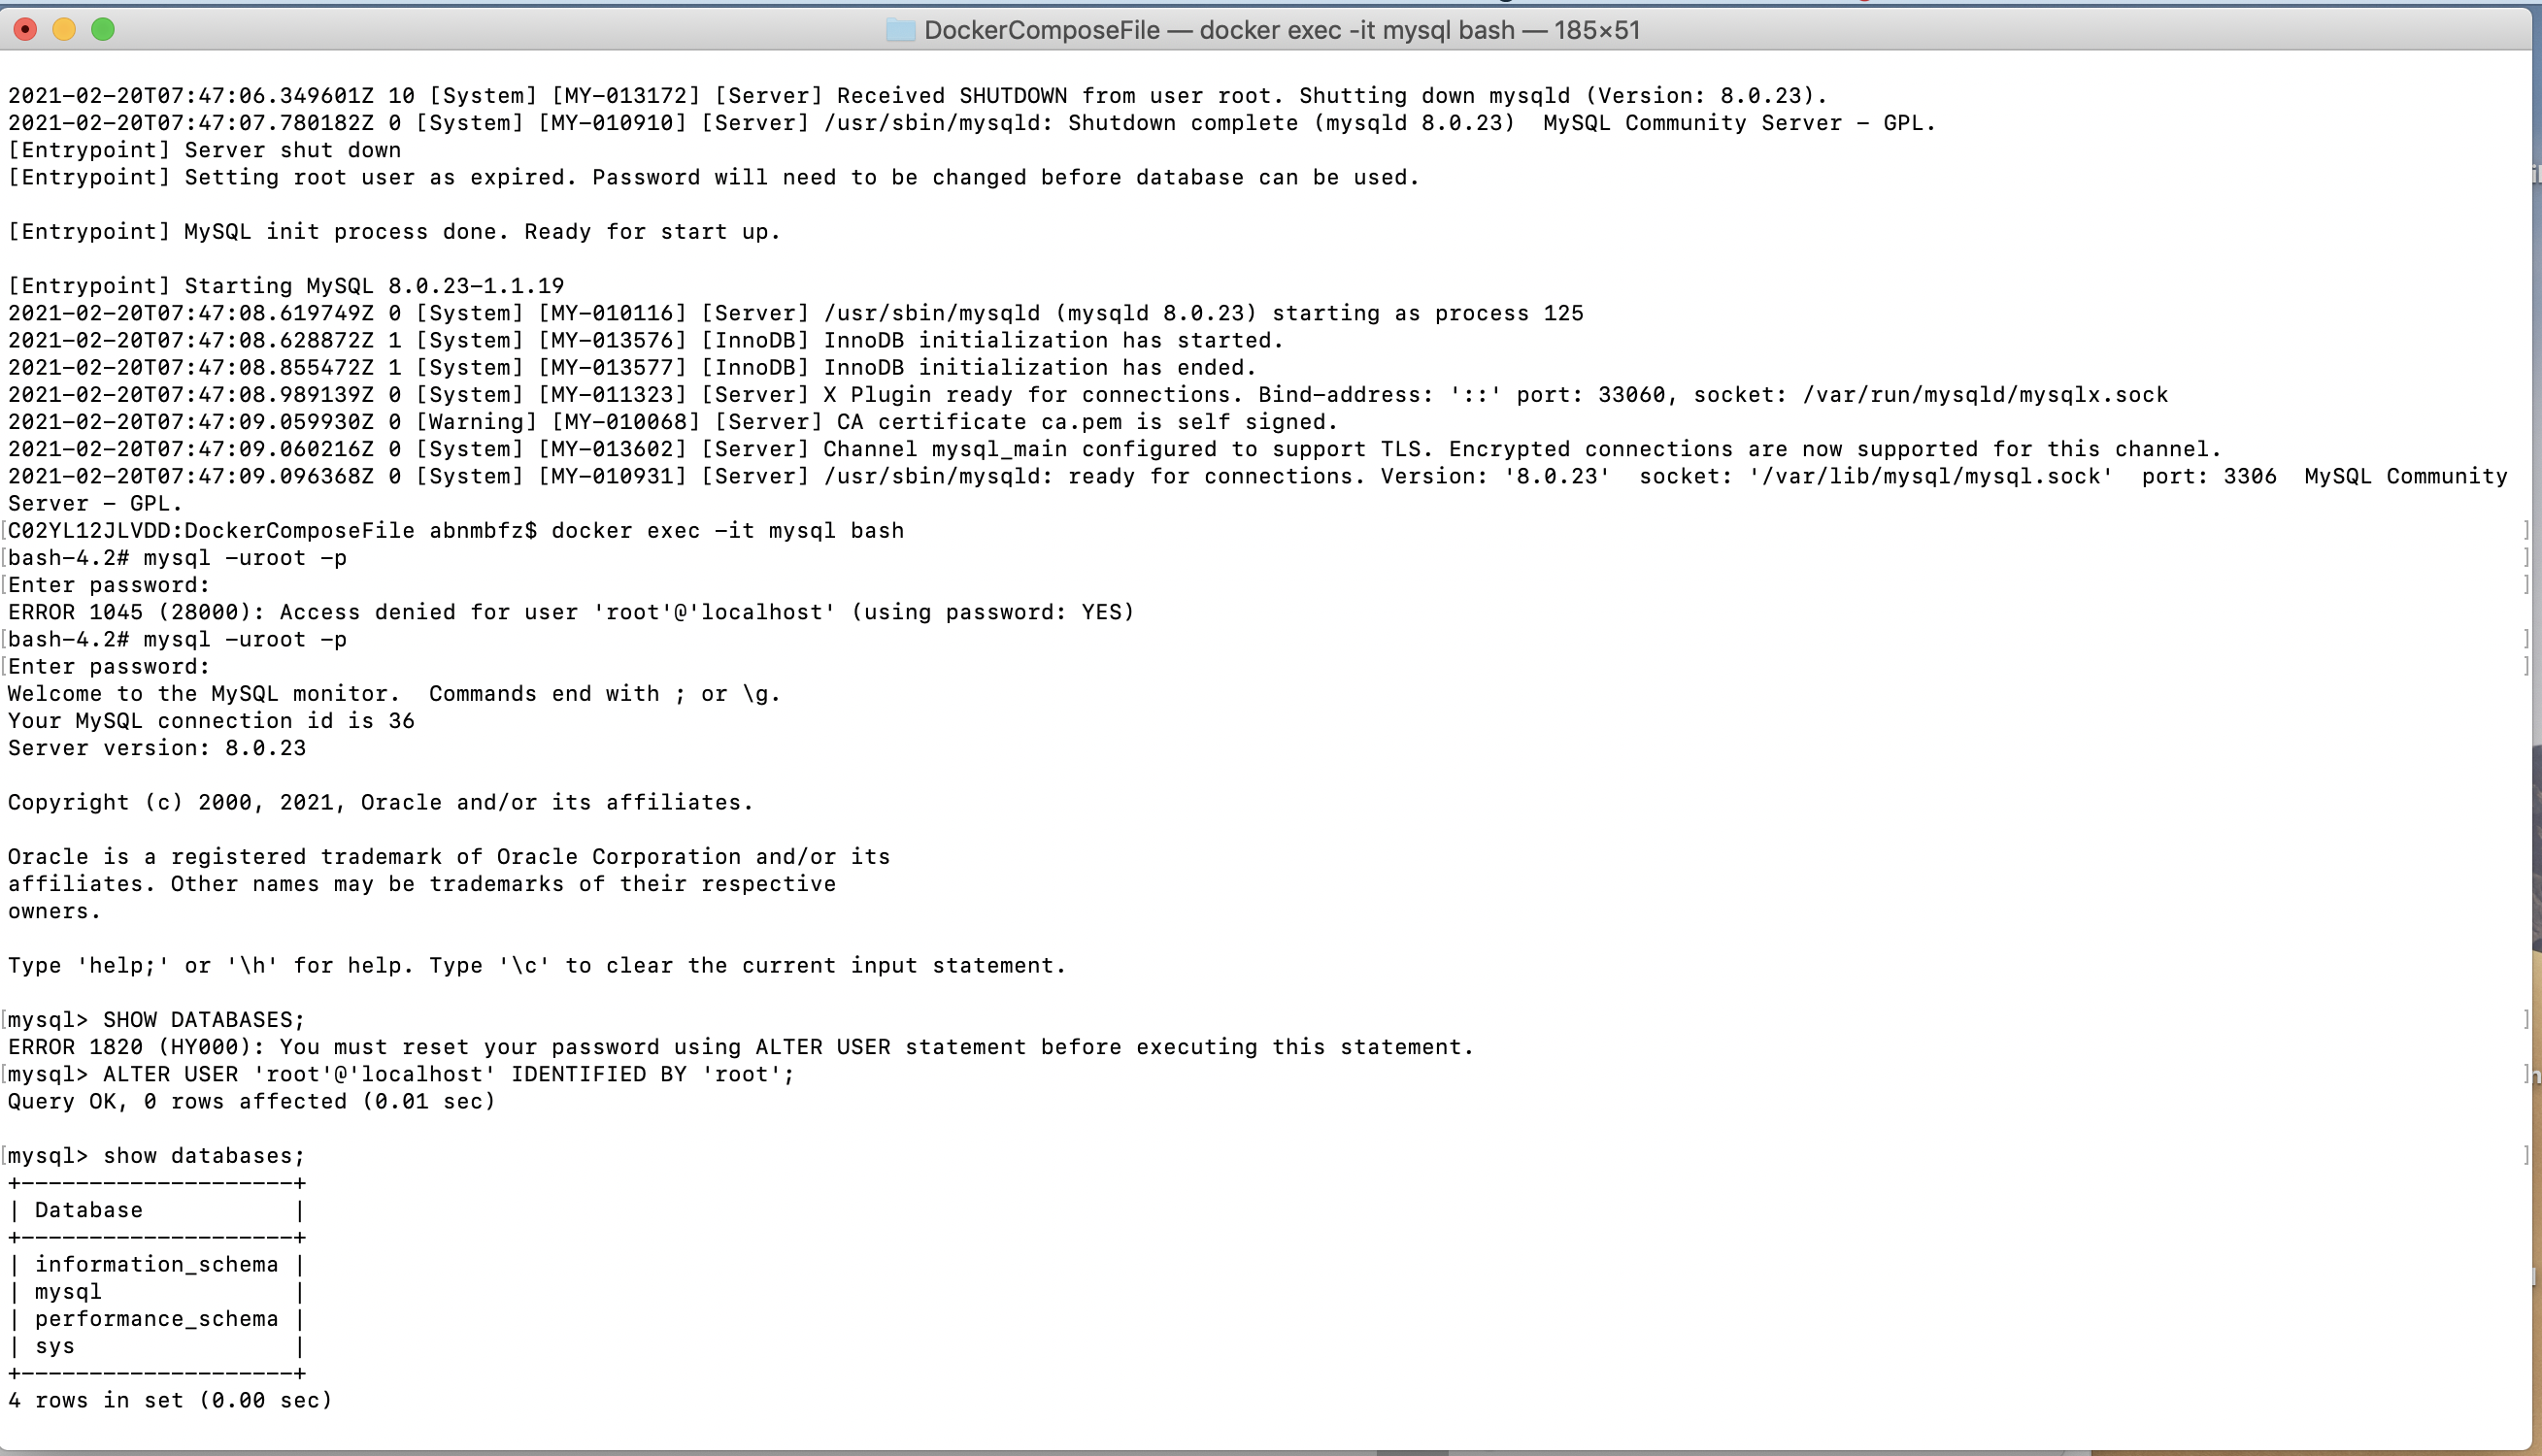 DockerComposeFile — docker exec -it mysql bash — 185×51
2021-02-20T07:47:06.349601Z 10 [System] [MY-013172] [Server] Received SHUTDOWN from user root. Shutting down mysqld (Version: 8.0.23).
2021-02-20T07:47:07.780182Z 0 [System] [MY-010910] [Server] /usr/sbin/mysqld: Shutdown complete (mysqld 8.0.23)  MySQL Community Server - GPL.
[Entrypoint] Server shut down
[Entrypoint] Setting root user as expired. Password will need to be changed before database can be used.
[Entrypoint] MySQL init process done. Ready for start up.
[Entrypoint] Starting MySQL 8.0.23-1.1.19
2021-02-20T07:47:08.619749Z 0 [System] [MY-010116] [Server] /usr/sbin/mysqld (mysqld 8.0.23) starting as process 125
2021-02-20T07:47:08.628872Z 1 [System] [MY-013576] [InnoDB] InnoDB initialization has started.
2021-02-20T07:47:08.855472Z 1 [System] [MY-013577] [InnoDB] InnoDB initialization has ended.
2021-02-20T07:47:08.989139Z 0 [System] [MY-011323] [Server] X Plugin ready for connections. Bind-address: '::' port: 33060, socket: /var/run/mysqld/mysqlx.sock
2021-02-20T07:47:09.059930Z 0 [Warning] [MY-010068] [Server] CA certificate ca.pem is self signed.
2021-02-20T07:47:09.060216Z 0 [System] [MY-013602] [Server] Channel mysql_main configured to support TLS. Encrypted connections are now supported for this channel.
2021-02-20T07:47:09.096368Z 0 [System] [MY-010931] [Server] /usr/sbin/mysqld: ready for connections. Version: '8.0.23'  socket: '/var/lib/mysql/mysql.sock'  port: 3306  MySQL Community
Server - GPL.
[C02YL12JLVDD:DockerComposeFile abnmbfz$ docker exec -it mysql bash ]
[bash-4.2# mysql -uroot -p ]
[Enter password: ]
ERROR 1045 (28000): Access denied for user 'root'@'localhost' (using password: YES)
[bash-4.2# mysql -uroot -p ]
[Enter password: ]
Welcome to the MySQL monitor.  Commands end with ; or \g.
Your MySQL connection id is 36
Server version: 8.0.23
Copyright (c) 2000, 2021, Oracle and/or its affiliates.
Oracle is a registered trademark of Oracle Corporation and/or its
affiliates. Other names may be trademarks of their respective
owners.
Type 'help;' or '\h' for help. Type '\c' to clear the current input statement.
[mysql> SHOW DATABASES; ]
ERROR 1820 (HY000): You must reset your password using ALTER USER statement before executing this statement.
[mysql> ALTER USER 'root'@'localhost' IDENTIFIED BY 'root'; ]
Query OK, 0 rows affected (0.01 sec)
[mysql> show databases; ]
+--------------------+
| Database           |
+--------------------+
| information_schema |
| mysql              |
| performance_schema |
| sys                |
+--------------------+
4 rows in set (0.00 sec)